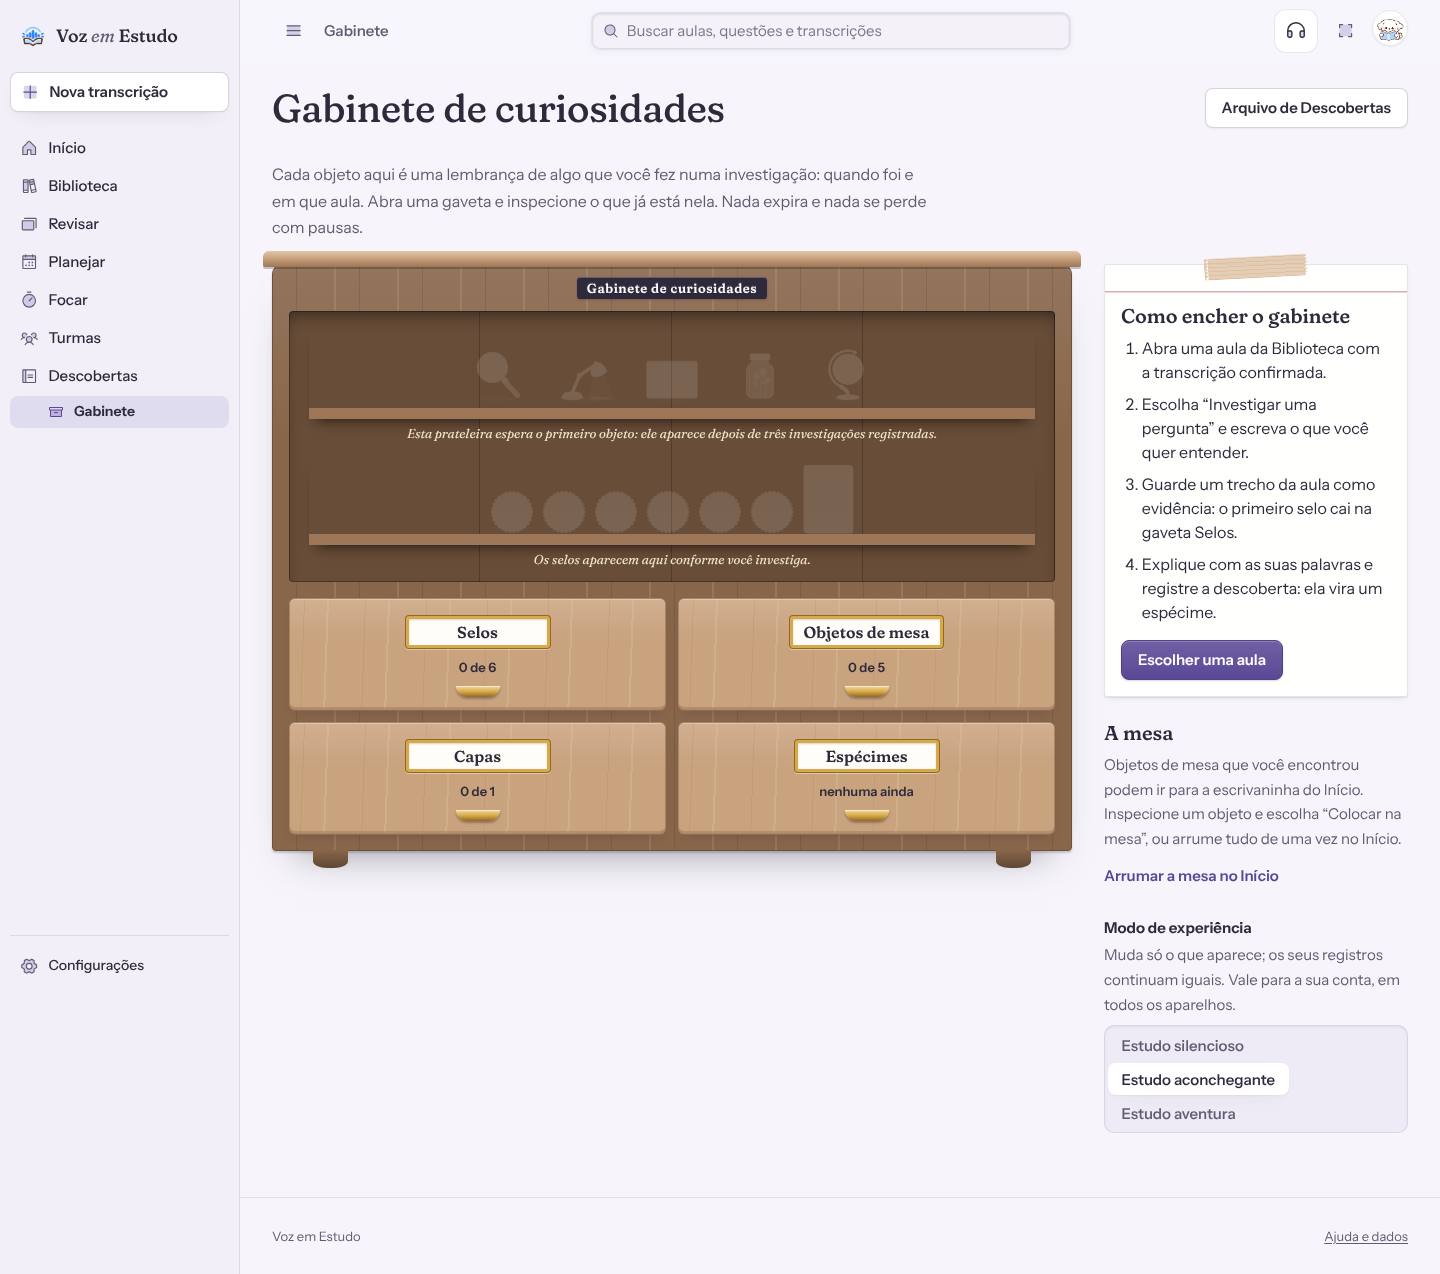 Voz em Estudo
Nova transcrição
Início
Biblioteca
Revisar
Planejar
Focar
Turmas
Descobertas
Gabinete
Configurações
Gabinete
Buscar aulas, questões e transcrições
Gabinete de curiosidades
Arquivo de Descobertas
Cada objeto aqui é uma lembrança de algo que você fez numa investigação: quando foi e
em que aula. Abra uma gaveta e inspecione o que já está nela. Nada expira e nada se perde
com pausas.
Gabinete de curiosidades
Esta prateleira espera o primeiro objeto: ele aparece depois de três investigações registradas.
Os selos aparecem aqui conforme você investiga.
Selos
0 de 6
Objetos de mesa
0 de 5
Capas
0 de 1
Espécimes
nenhuma ainda
Como encher o gabinete
1. Abra uma aula da Biblioteca com
a transcrição confirmada.
2. Escolha “Investigar uma
pergunta” e escreva o que você
quer entender.
3. Guarde um trecho da aula como
evidência: o primeiro selo cai na
gaveta Selos.
4. Explique com as suas palavras e
registre a descoberta: ela vira um
espécime.
Escolher uma aula
A mesa
Objetos de mesa que você encontrou
podem ir para a escrivaninha do Início.
Inspecione um objeto e escolha “Colocar na
mesa”, ou arrume tudo de uma vez no Início.
Arrumar a mesa no Início
Modo de experiência
Muda só o que aparece; os seus registros
continuam iguais. Vale para a sua conta, em
todos os aparelhos.
Estudo silencioso
Estudo aconchegante
Estudo aventura
Voz em Estudo
Ajuda e dados